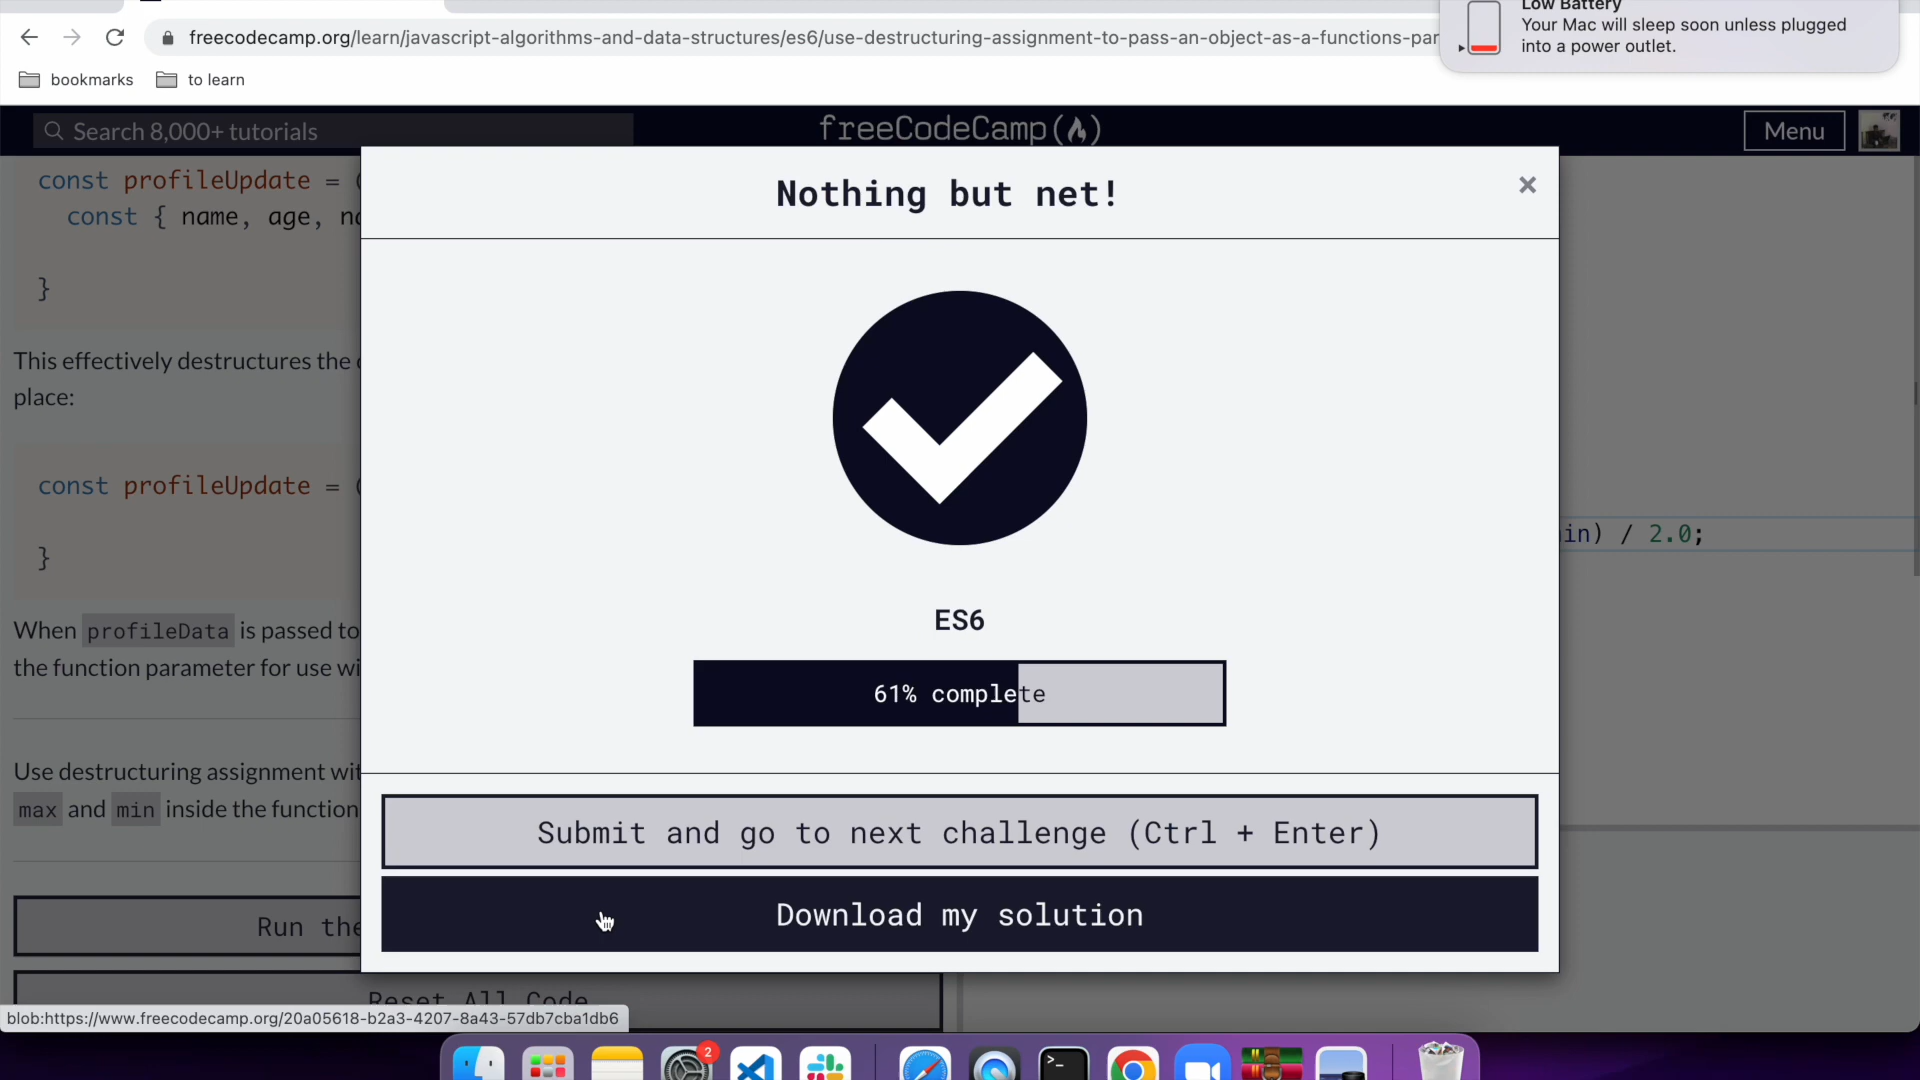 Low Battery
Your Mac will sleep soon unless plugged
into a power outlet.
freecodecamp.org/learn/javascript-algorithms-and-data-structures/es6/use-destructuring-assignment-to-pass-an-object-as-a-functions-par
bookmarks to learn
Search 8,000+ tutorials
freeCodeCamp
Menu
const profileUpdate = (
const { name, age,
}
This effectively destructures the
place:
const profileUpdate = (
}
When profileData is passed to
the function parameter for use
Use destructuring assignment
max and min inside the function
Run the
Reset All Code
in) / 2.0;
Nothing but net!
×
ES6
61% complete
Submit and go to next challenge (Ctrl + Enter)
Download my solution
blob:https://www.freecodecamp.org/20a05618-b2a3-4207-8a43-57db7cba1db6
2